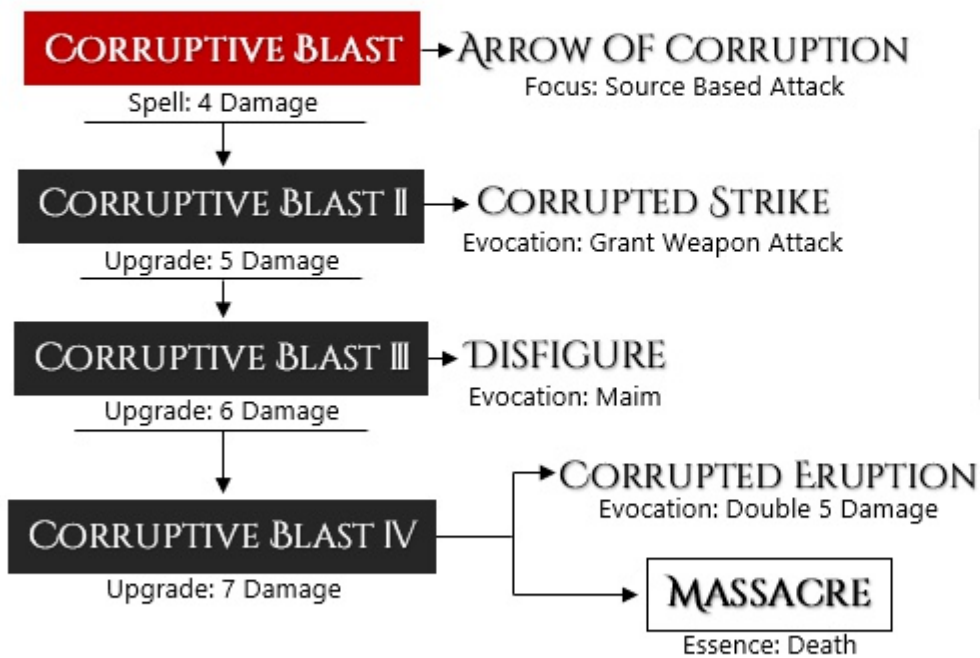 CORRUPTIVE BLAST
ARROW OF CORRUPTION
Focus: Source Based Attack
Spell: 4 Damage
CORRUPTIVE BLAST II
CORRUPTED STRIKE
Evocation: Grant Weapon Attack
Upgrade: 5 Damage
CORRUPTIVE BLAST III
DISFIGURE
Evocation: Maim
Upgrade: 6 Damage
CORRUPTED ERUPTION
Evocation: Double 5 Damage
CORRUPTIVE BLAST IV
Upgrade: 7 Damage
MASSACRE
Essence: Death